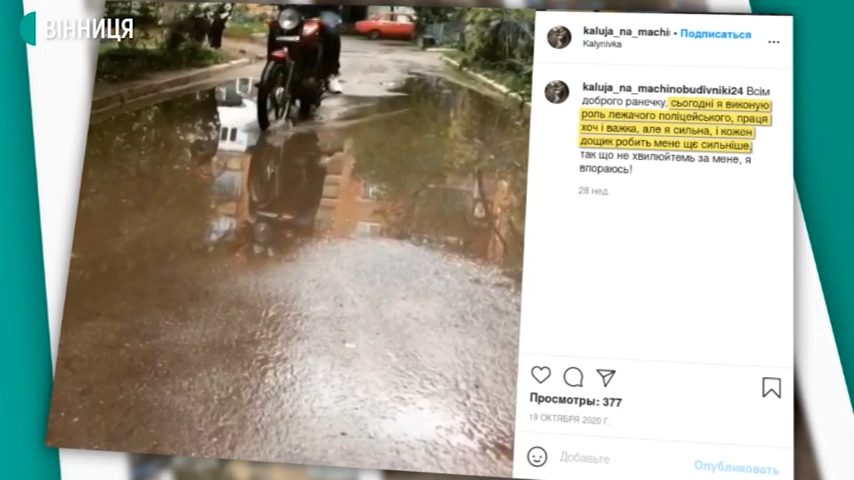 ВІННИЦЯ
kaluja_na_machi • Подписаться
Kalynivka
kaluja_na_machinobudivniki24 Всім
доброго ранечку, сьогодні я виконую
роль лежачого поліцейського, праця
хоч і важка, але я сильна, і кожен
дощик робить мене щє сильніше,
так що не хвилюйтемь за мене, я
впораюсь!
28 нед.
Просмотры: 377
19 ОКТЯБРЯ 2020 Г.
Добавьте
Опубликовать